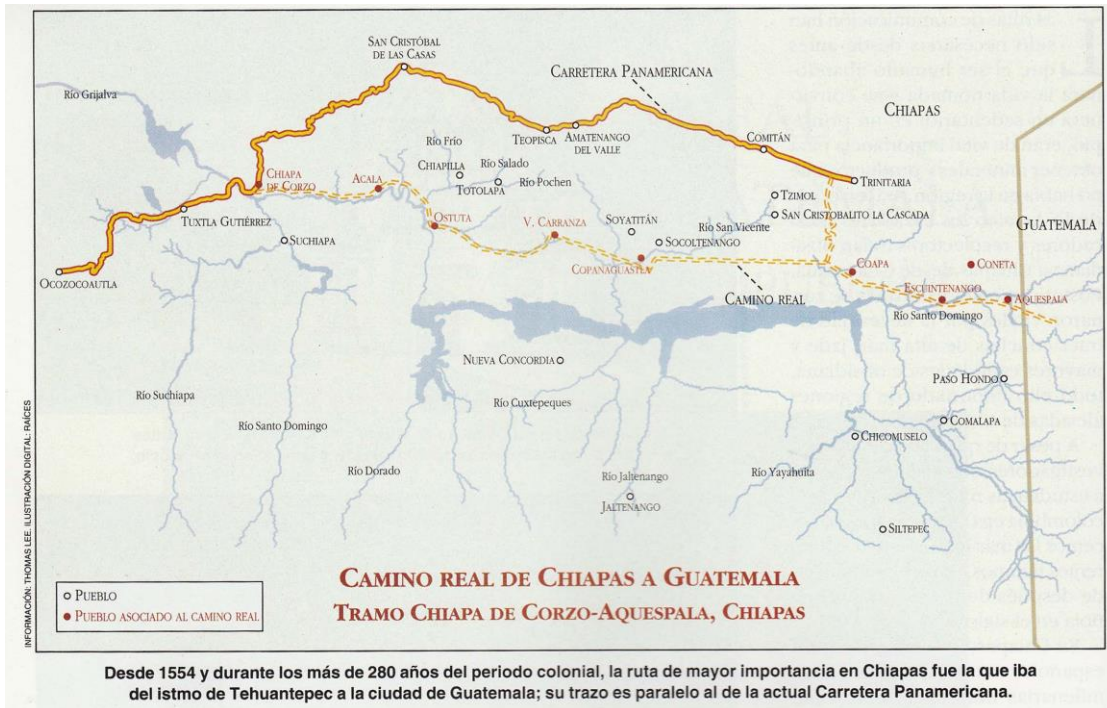 SAN CRISTÓBAL
DE LAS CASAS
CARRETERA PANAMERICANA
CHIAPAS
RÍO Grijalva
TEOPISCA
AMATENANGO
DEL VALLE
COMITÁN
Río Frío
CHIAPILLA
Río Salado
TOTOLAPA
Río Pochen
CHIAPA
DE CORZO
ACALA
TRINITARIA
TZIMOL
SAN CRISTOBALITO LA CASCADA
TUXTLA GUTIÉRREZ
SUCHIAPA
OSTUTA
V. CARRANZA
SOYATITÁN
Río San Vicente
SOCOLTENANGO
GUATEMALA
OCOZOCOAUTLA
COPANAGUASTLA
CAMINO REAL
COAPA
CONETA
ESCUINTENANGO
AQUESPALA
Río Santo Domingo
NUEVA CONCORDIA
PASO HONDO
Río Suchiapa
Río Cuxtepeques
COMALAPA
Río Santo Domingo
CHICOMUSELO
Río Dorado
Río Jaltenango
JALTENANGO
Río Yayahuita
SILTEPEC
CAMINO REAL DE CHIAPAS A GUATEMALA
TRAMO CHIAPA DE CORZO-AQUESPALA, CHIAPAS
PUEBLO
PUEBLO ASOCIADO AL CAMINO REAL
INFORMACIÓN: THOMAS LEE. ILUSTRACIÓN DIGITAL: RAÍCES
Desde 1554 y durante los más de 280 años del periodo colonial, la ruta de mayor importancia en Chiapas fue la que iba
del istmo de Tehuantepec a la ciudad de Guatemala; su trazo es paralelo al de la actual Carretera Panamericana.